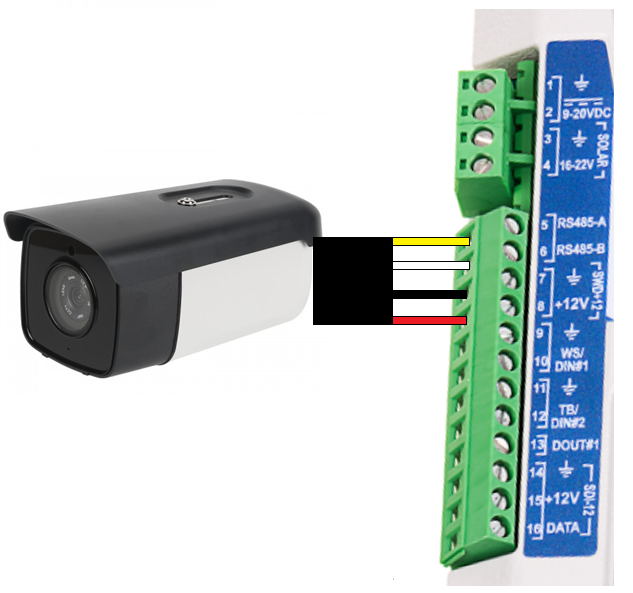 1
2 9-20VDC
3
4 16-22V
SOLAR
5 RS485-A
6 RS485-B
7
8 +12V
SWD+12
9
10 WS/
DIN#1
11
12 TB/
DIN#2
13 DOUT#1
14
15 +12V
16 DATA
SDI-12